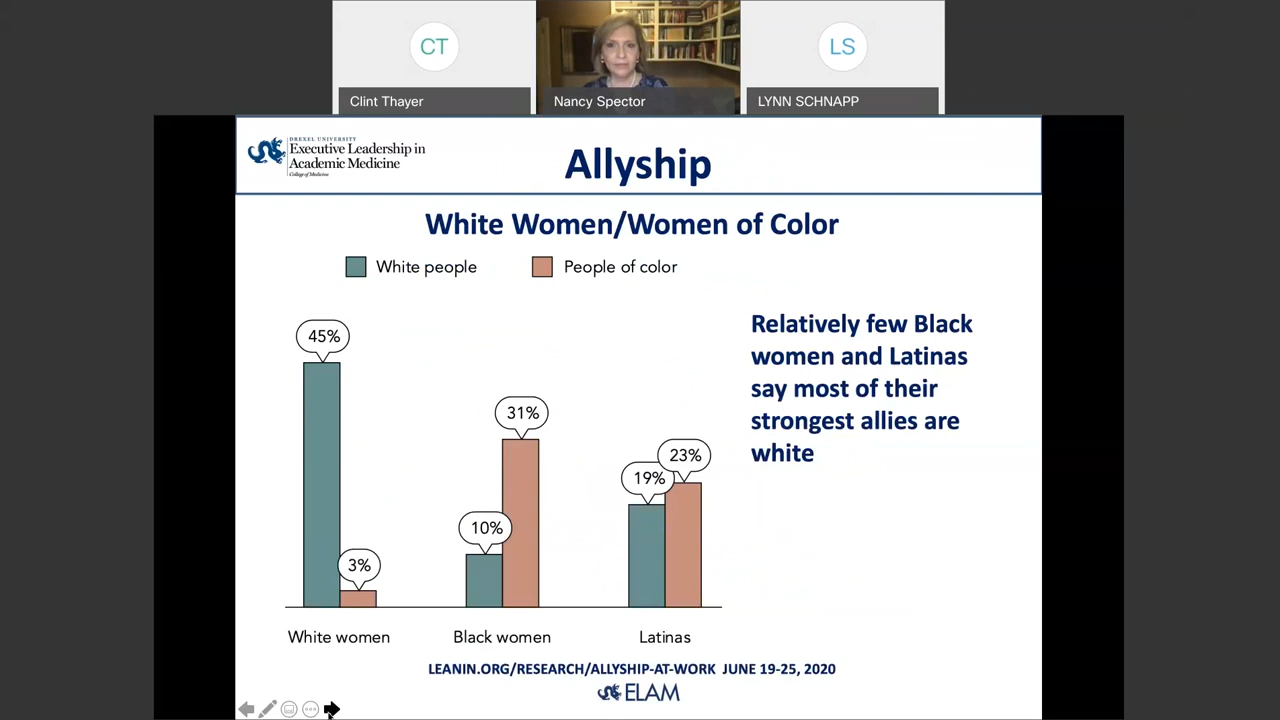 CT
LS
Clint Thayer
Nancy Spector
LYNN SCHNAPP
DREXEL UNIVERSITY
Executive Leadership in
Academic Medicine
College of Medicine
Allyship
White Women/Women of Color
White people
People of color
45%
3%
10%
31%
19%
23%
White women
Black women
Latinas
Relatively few Black
women and Latinas
say most of their
strongest allies are
white
LEANIN.ORG/RESEARCH/ALLYSHIP-AT-WORK JUNE 19-25, 2020
ELAM